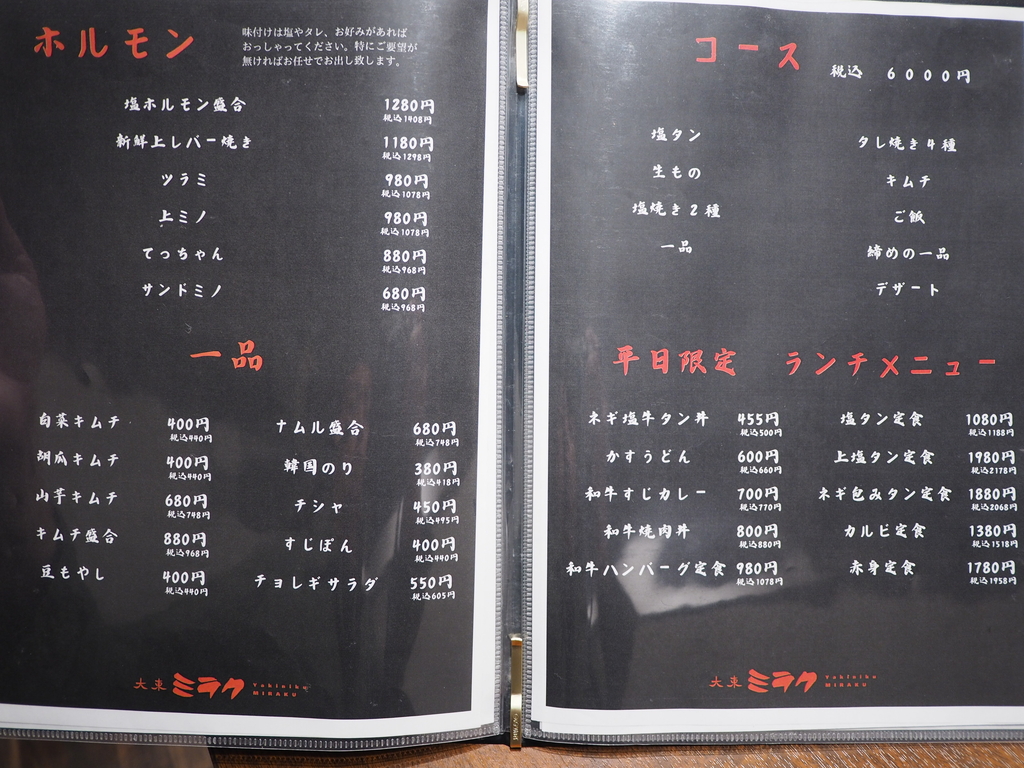 ホルモン
味付けは塩やタレ、お好みがあれば
おっしゃってください。特にご要望が
無ければお任せでお出し致します。
塩ホルモン盛合 1280円
税込1408円
新鮮上レバー焼き 1180円
税込1298円
ツラミ 980円
税込1078円
上ミノ 980円
税込1078円
てっちゃん 880円
税込968円
サンドミノ 680円
税込968円
一品
白菜キムチ 400円
税込440円
胡瓜キムチ 400円
税込440円
山芋キムチ 680円
税込748円
キムチ盛合 880円
税込968円
豆もやし 400円
税込440円
ナムル盛合 680円
税込748円
韓国のり 380円
税込418円
チシャ 450円
税込495円
すじぽん 400円
税込440円
チョレギサラダ 550円
税込605円
大東 ミラク Yakiniku
MIRAKU
コース 税込 6000円
塩タン
生もの
塩焼き2種
一品
タレ焼き4種
キムチ
ご飯
締めの一品
デザート
平日限定 ランチメニュー
ネギ塩牛タン丼 455円
税込500円
かすうどん 600円
税込660円
和牛すじカレー 700円
税込770円
和牛焼肉丼 800円
税込880円
和牛ハンバーグ定食 980円
税込1078円
塩タン定食 1080円
税込1188円
上塩タン定食 1980円
税込2178円
ネギ包みタン定食 1880円
税込2068円
カルビ定食 1380円
税込1518円
赤身定食 1780円
税込1958円
大東 ミラク Yakiniku
MIRAKU